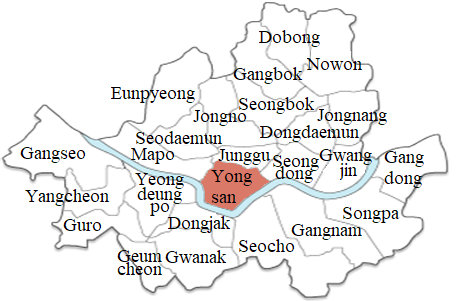 Dobong
Nowon
Gangbok
Eunpyeong
Seongbok
Jongno
Jongnang
Dongdaemun
Seodaemun
Gangseo
Mapo
Junggu
Seong
dong
Gwang
jin
Gang
dong
Yong
san
Yangcheon
Yeong
deung
po
Songpa
Guro
Dongjak
Gangnam
Seocho
Geum
cheon
Gwanak